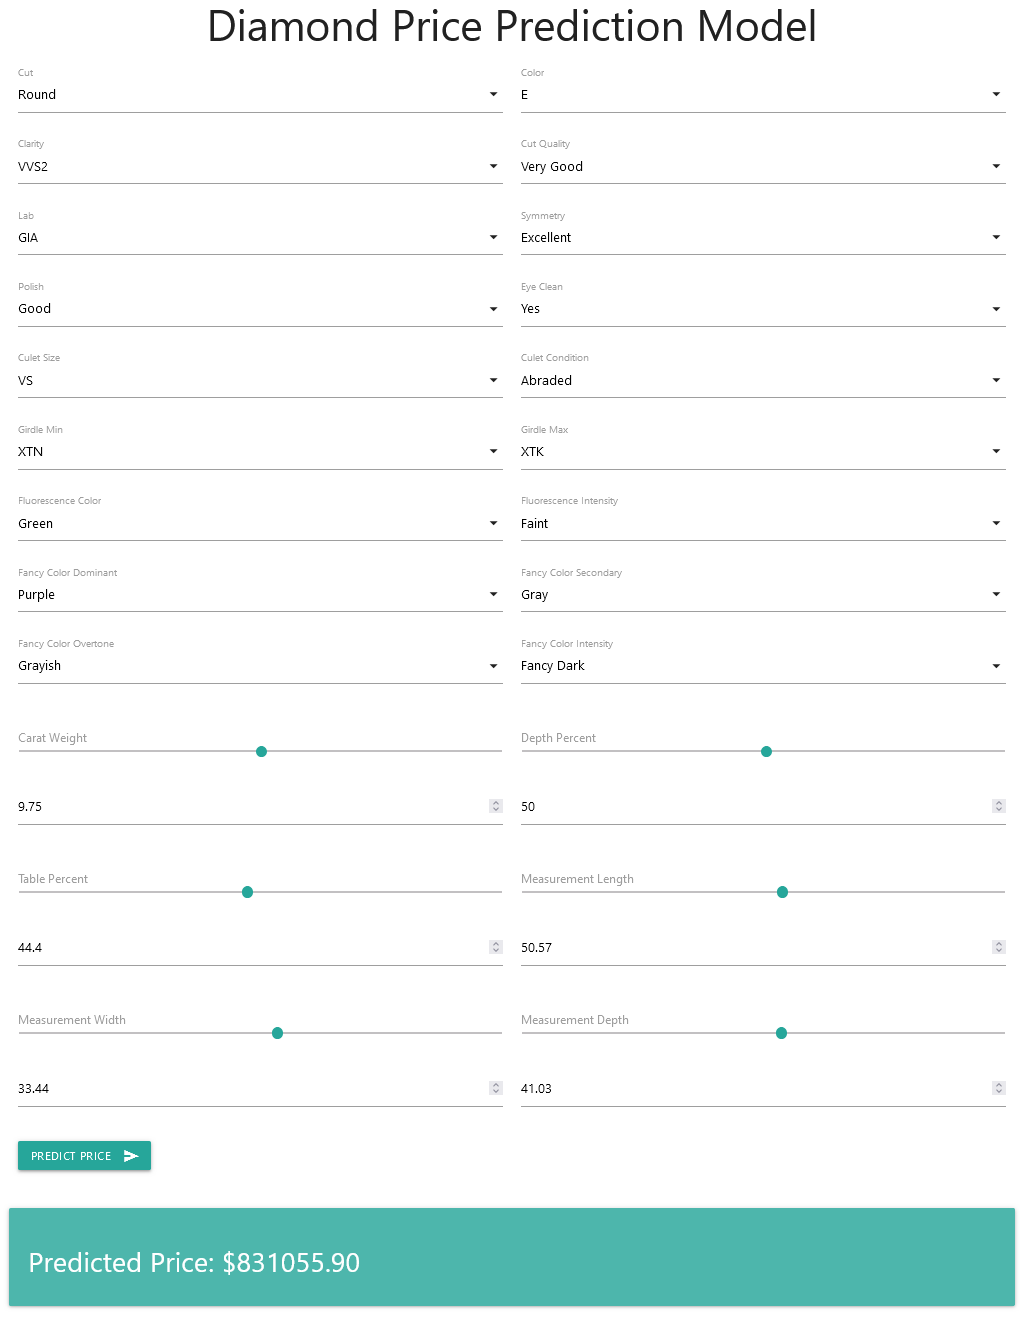 Diamond Price Prediction Model
Cut
Color
Round
E
Clarity
Cut Quality
VVS2
Very Good
Lab
Symmetry
GIA
Excellent
Polish
Eye Clean
Good
Yes
Culet Size
Culet Condition
VS
Abraded
Girdle Min
Girdle Max
XTN
XTK
Fluorescence Color
Fluorescence Intensity
Green
Faint
Fancy Color Dominant
Fancy Color Secondary
Purple
Gray
Fancy Color Overtone
Fancy Color Intensity
Grayish
Fancy Dark
Carat Weight
Depth Percent
9.75
50
Table Percent
Measurement Length
44.4
50.57
Measurement Width
Measurement Depth
33.44
41.03
PREDICT PRICE
Predicted Price: $831055.90